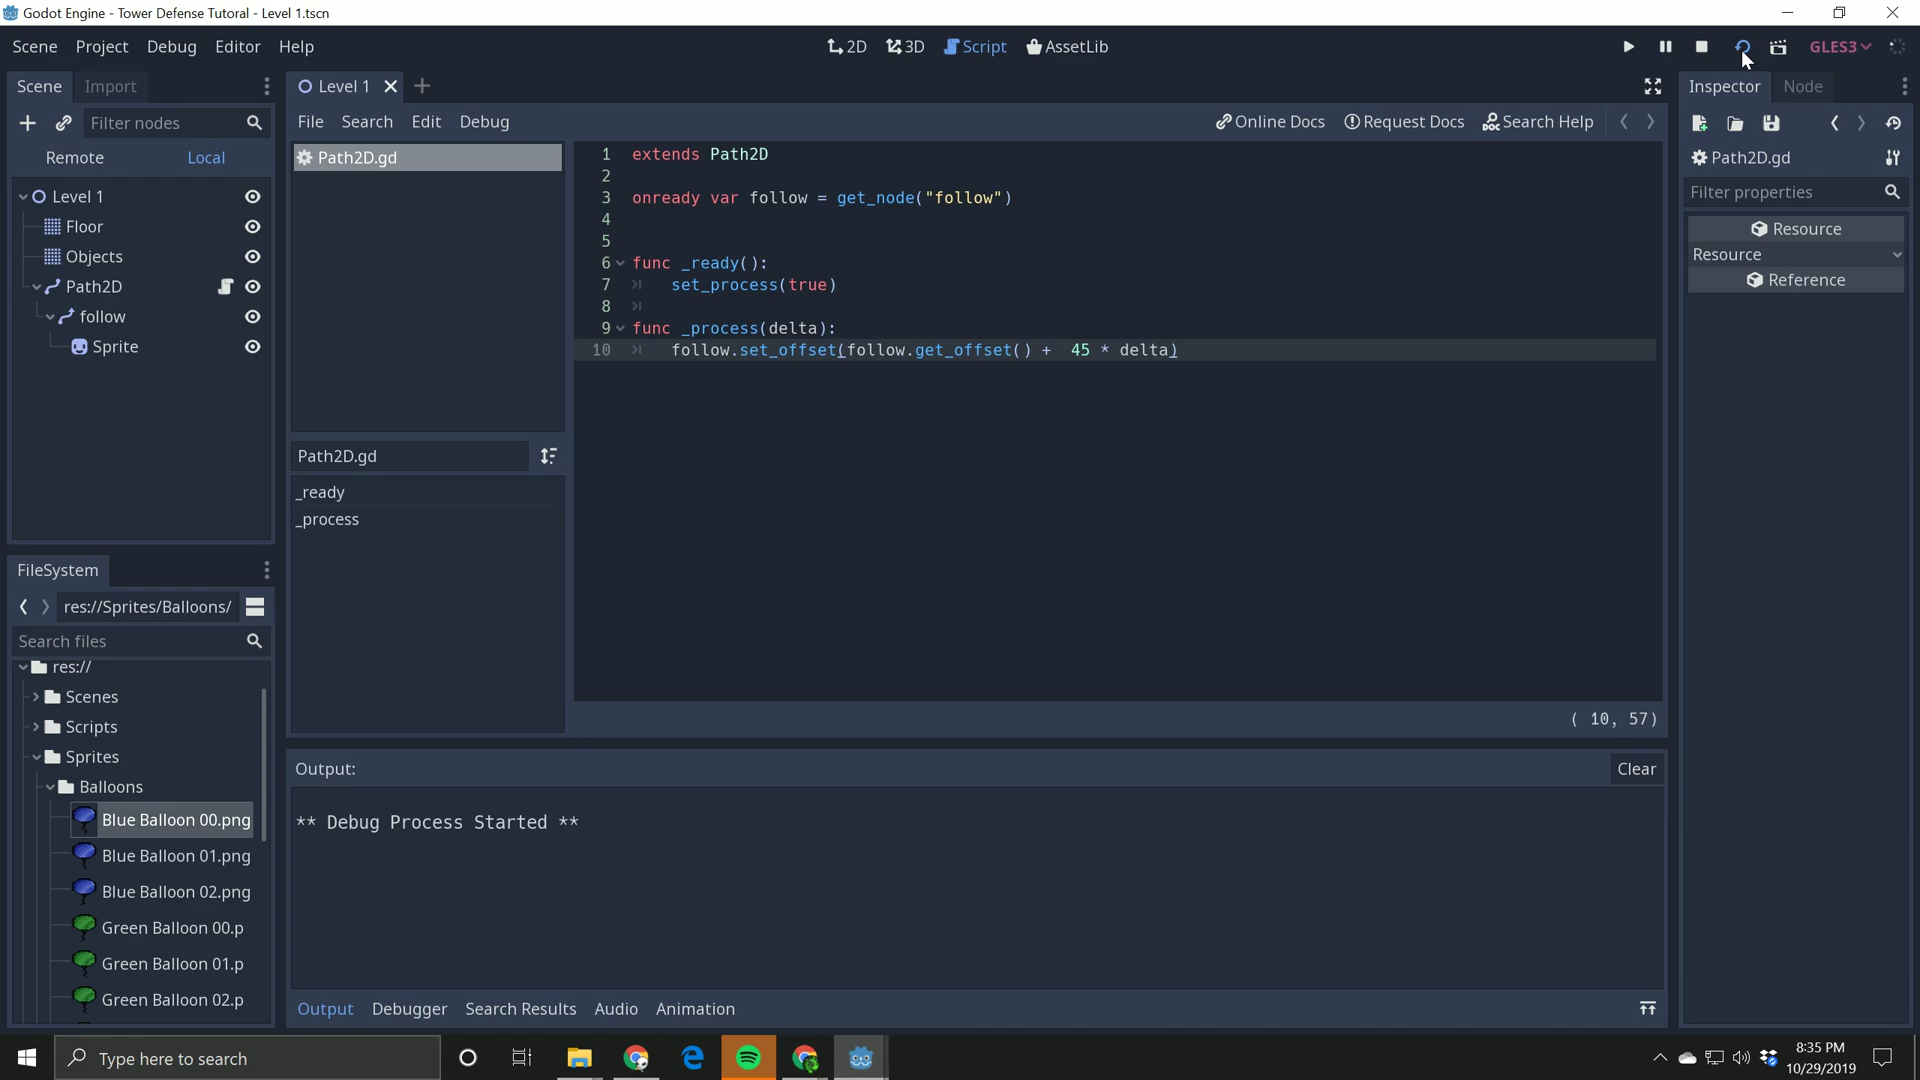 Godot Engine - Tower Defense Tutoral - Level 1.tscn
Scene Project Debug Editor Help
2D 3D Script AssetLib
GLES3
Scene Import
Level 1
Inspector Node
Filter nodes
File Search Edit Debug
Online Docs Request Docs Search Help
Remote Local
Path2D.gd
Path2D.gd
Filter properties
Resource
Resource
Reference
Level 1
Floor
Objects
Path2D
follow
Sprite
1 extends Path2D
2
3 onready var follow = get_node("follow")
4
5
6 func _ready():
7 set_process(true)
8
9 func _process(delta):
10 follow.set_offset(follow.get_offset() +  45 * delta)
Path2D.gd
_ready
_process
( 10, 57)
FileSystem
res://Sprites/Balloons/
Search files
res://
Scenes
Scripts
Sprites
Balloons
Blue Balloon 00.png
Blue Balloon 01.png
Blue Balloon 02.png
Green Balloon 00.p
Green Balloon 01.p
Green Balloon 02.p
Output:
Clear
** Debug Process Started **
Output Debugger Search Results Audio Animation
Type here to search
8:35 PM
10/29/2019